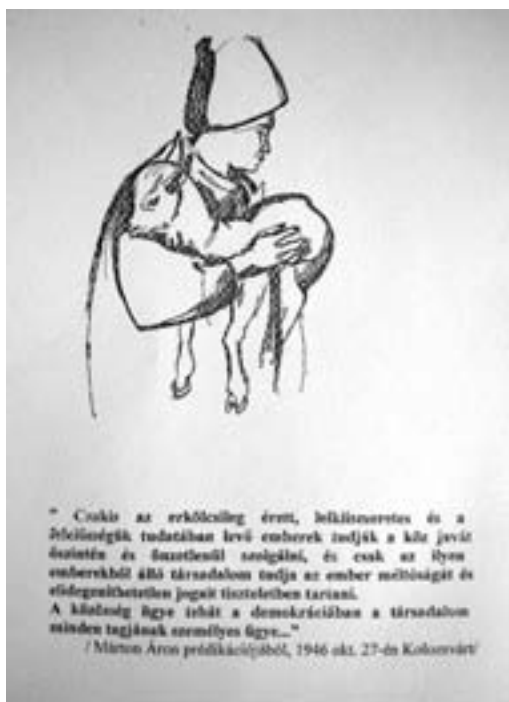 " Csakis az erkölcsileg érett, lelkiismeretes és a
felelősségük tudatában levő emberek tudják a köz javát
őszintén és önzetlenül szolgálni, és csak az ilyen
emberekből álló társadalom tudja az ember méltóságát és
elidegeníthetetlen jogait tiszteletben tartani.
A közösség ügye tehát a demokráciában a társadalom
minden tagjának személyes ügye..."
/ Márton Áron prédikációjából, 1946 okt. 27-én Kolozsvárt/